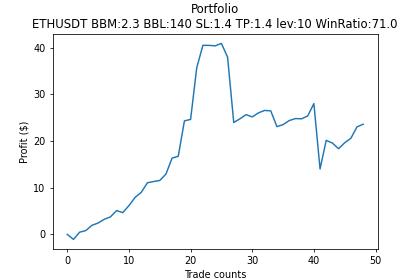 Portfolio
ETHUSDT BBM:2.3 BBL:140 SL:1.4 TP:1.4 lev:10 WinRatio:71.0
40
30
20
10
0
Profit ($)
0 10 20 30 40 50
Trade counts